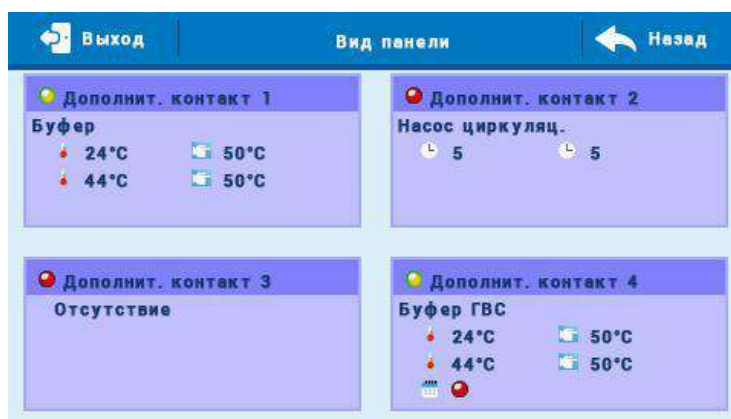 Выход
Вид панели
Назад
Дополнит. контакт 1
Буфер
24°C 50°C
44°C 50°C
Дополнит. контакт 2
Насос циркуляц.
5 5
Дополнит. контакт 3
Отсутствие
Дополнит. контакт 4
Буфер ГВС
24°C 50°C
44°C 50°C